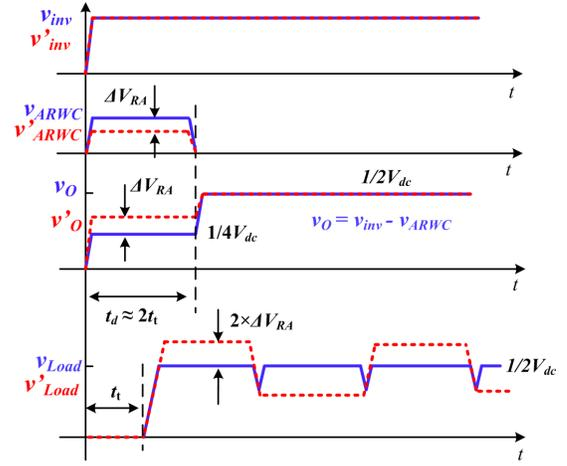 v_inv
v'_inv
t
ΔV_RA
v_ARWC
v'_ARWC
t
1/2V_dc
v_O
ΔV_RA
v'_O
1/4V_dc
v_O = v_inv - v_ARWC
t
t_d ≈ 2t_t
2×ΔV_RA
v_Load
1/2V_dc
v'_Load
t_t
t